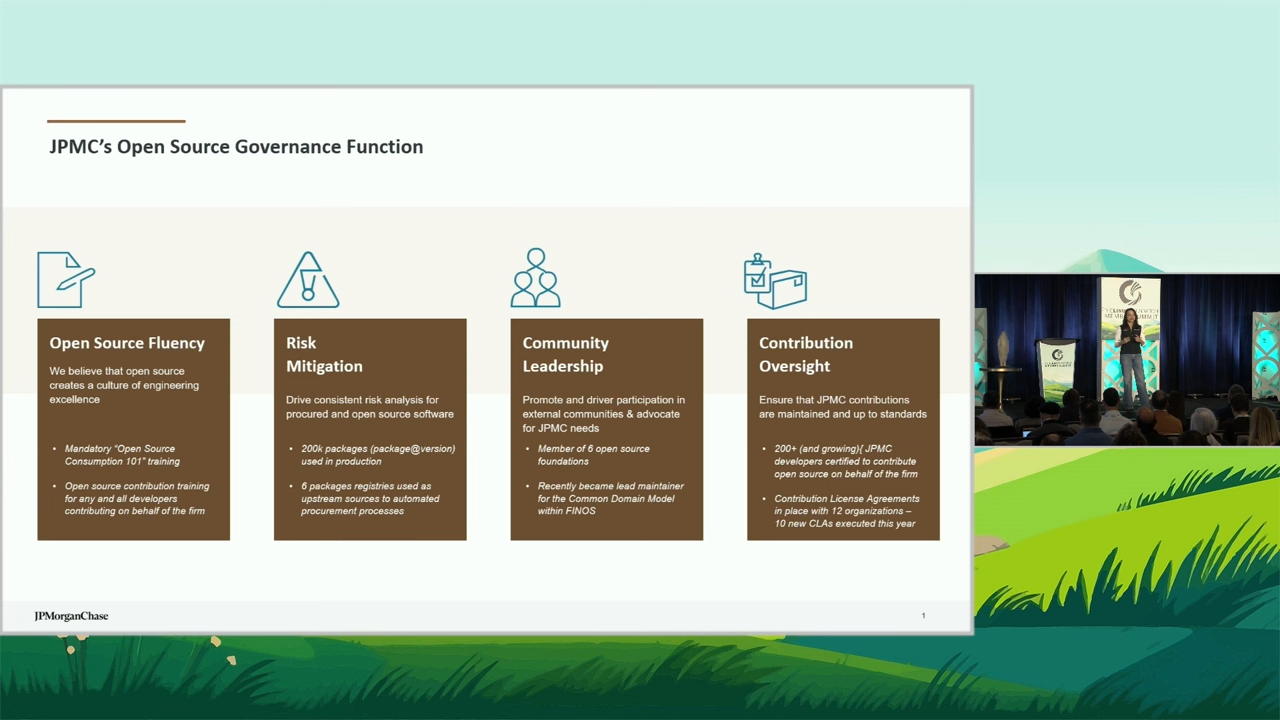 JPMC’s Open Source Governance Function
Open Source Fluency
We believe that open source
creates a culture of engineering
excellence
• Mandatory “Open Source
Consumption 101” training
• Open source contribution training
for any and all developers
contributing on behalf of the firm
Risk
Mitigation
Drive consistent risk analysis for
procured and open source software
• 200k packages (package@version)
used in production
• 6 packages registries used as
upstream sources to automated
procurement processes
Community
Leadership
Promote and driver participation in
external communities & advocate
for JPMC needs
• Member of 6 open source
foundations
• Recently became lead maintainer
for the Common Domain Model
within FINOS
Contribution
Oversight
Ensure that JPMC contributions
are maintained and up to standards
• 200+ (and growing){ JPMC
developers certified to contribute
open source on behalf of the firm
• Contribution License Agreements
in place with 12 organizations –
10 new CLAs executed this year
JPMorganChase
1